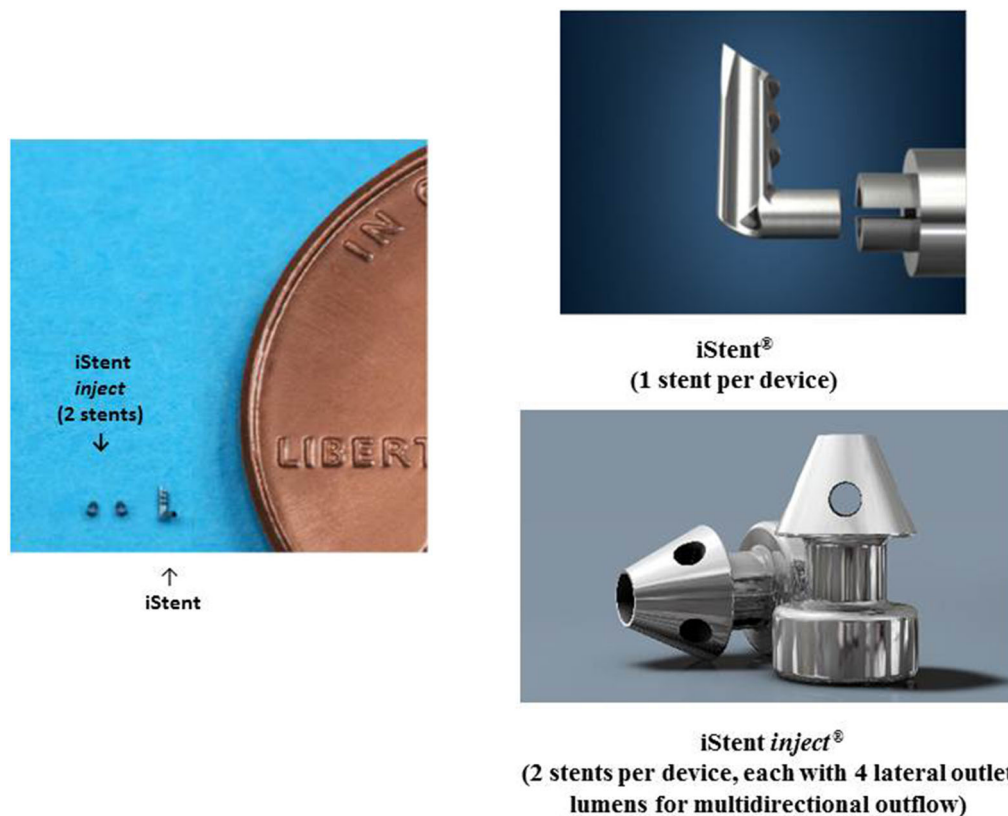 iStent
inject
(2 stents)
↓
IN G
LIBERT
↑
iStent
iStent®
(1 stent per device)
iStent inject®
(2 stents per device, each with 4 lateral outlet
lumens for multidirectional outflow)